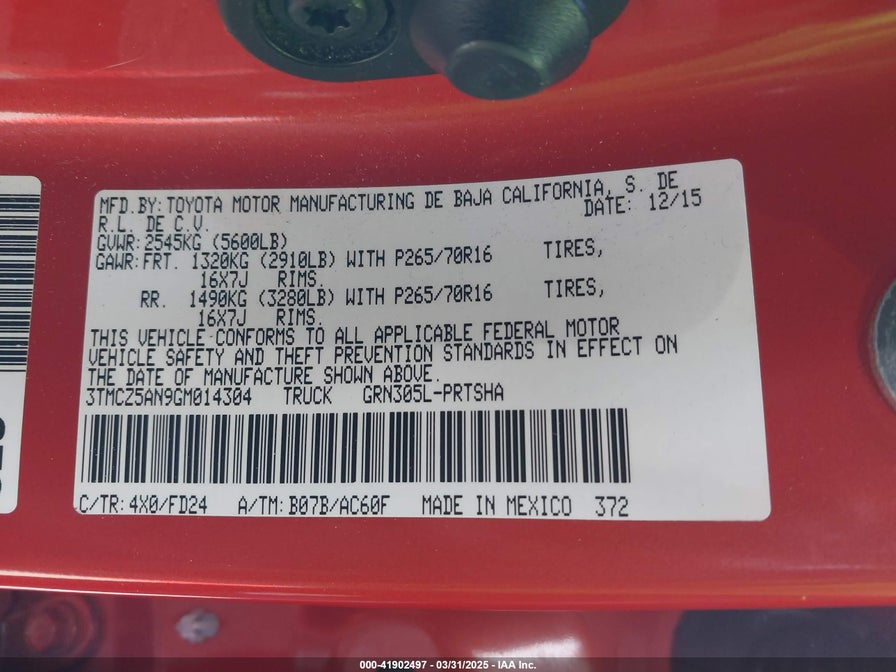 MFD.BY:TOYOTA MOTOR MANUFACTURING DE BAJA CALIFORNIA, S. DE
R.L. DE C.V. DATE: 12/15
GVWR:2545KG (5600LB)
GAWR:FRT. 1320KG (2910LB) WITH P265/70R16 TIRES,
16X7J RIMS.
RR. 1490KG (3280LB) WITH P265/70R16 TIRES,
16X7J RIMS.
THIS VEHICLE CONFORMS TO ALL APPLICABLE FEDERAL MOTOR
VEHICLE SAFETY AND THEFT PREVENTION STANDARDS IN EFFECT ON
THE DATE OF MANUFACTURE SHOWN ABOVE.
3TMCZ5AN9GM014304 TRUCK GRN305L-PRTSHA
C/TR:4X0/FD24 A/TM:B07B/AC60F MADE IN MEXICO 372
000-41902497 - 03/31/2025 - IAA Inc.